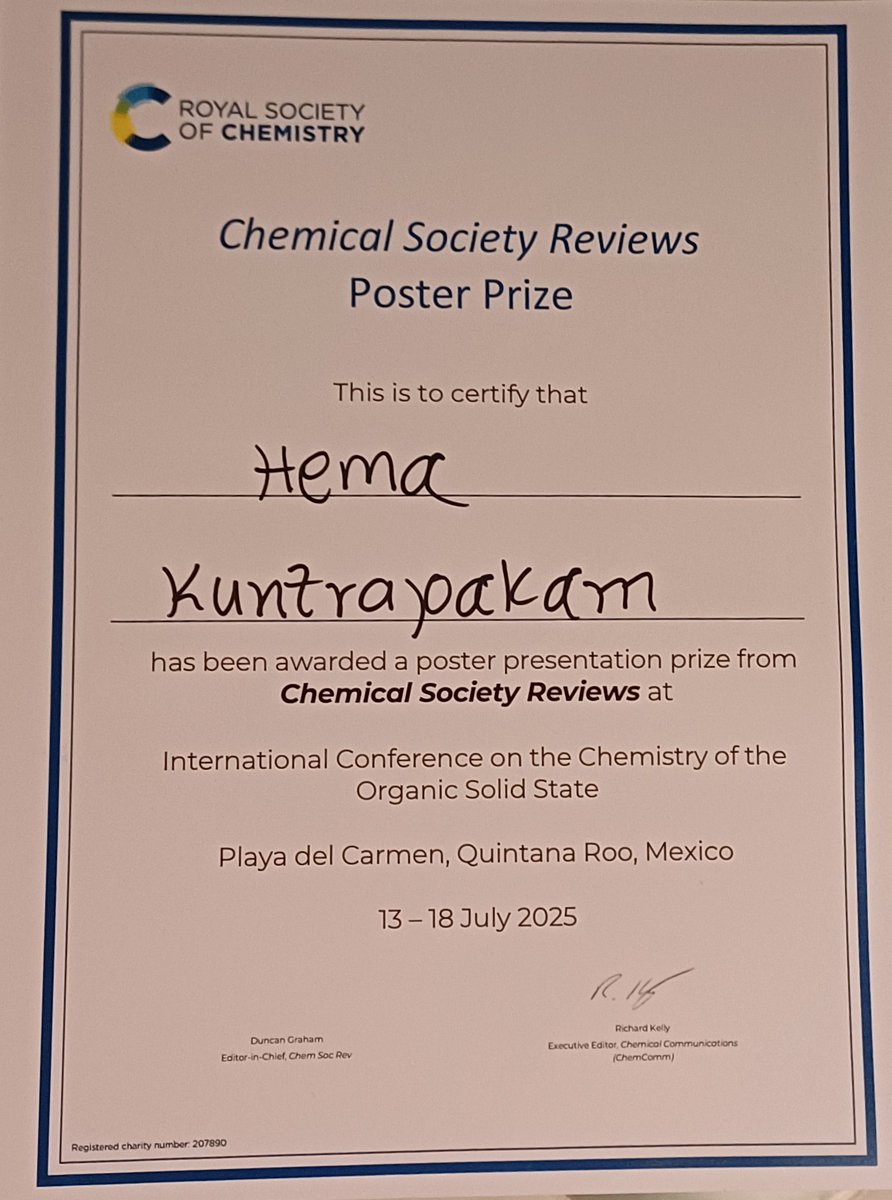 ROYAL SOCIETY
OF CHEMISTRY
Chemical Society Reviews
Poster Prize
This is to certify that
Hema
Kuntrapakam
has been awarded a poster presentation prize from
Chemical Society Reviews at
International Conference on the Chemistry of the
Organic Solid State
Playa del Carmen, Quintana Roo, Mexico
13 – 18 July 2025
Duncan Graham
Editor-in-Chief, Chem Soc Rev
Richard Kelly
Executive Editor, Chemical Communications
(ChemComm)
Registered charity number: 207890